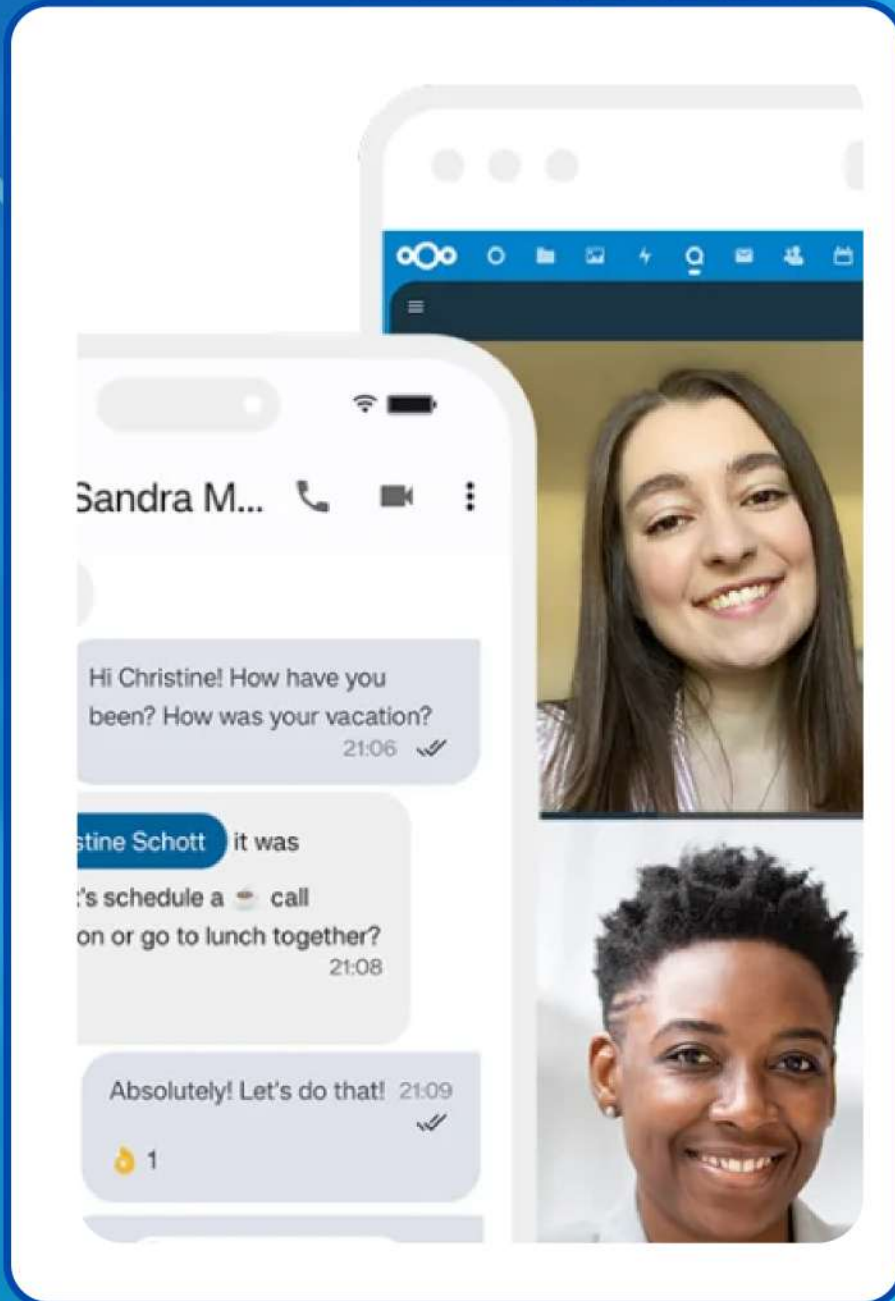 Sandra M...
Hi Christine! How have you
been? How was your vacation?
21:06
stine Schott it was
t's schedule a ☕ call
on or go to lunch together?
21:08
Absolutely! Let's do that! 21:09
👌 1